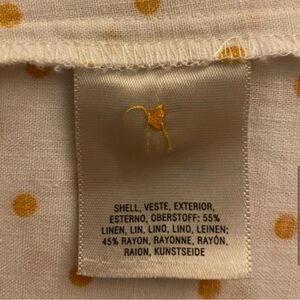 SHELL, VESTE, EXTERIOR,
ESTERNO, OBERSTOFF: 55%
LINEN, LIN, LINO, LINO, LEINEN;
45% RAYON, RAYONNE, RAYÓN,
RAION, KUNSTSEIDE